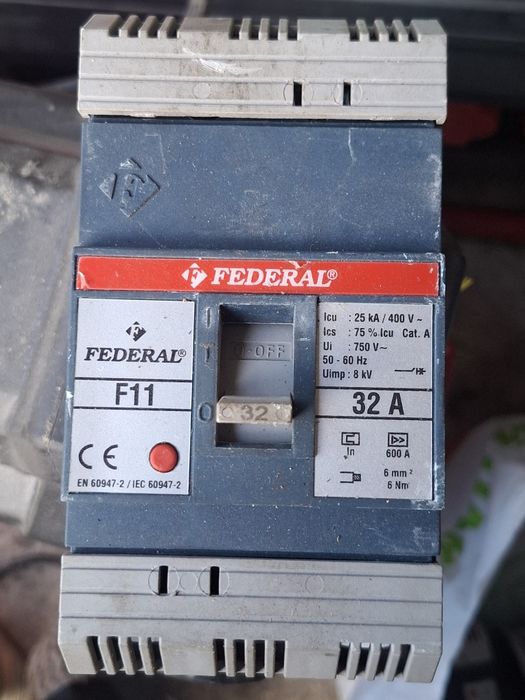 F
F FEDERAL®
F
FEDERAL®
F11
CE
EN 60947-2 / IEC 60947-2
I
O-OFF
O 32
Icu : 25 kA / 400 V ~
Ics : 75 % Icu Cat. A
Ui : 750 V ~
50 - 60 Hz
Uimp : 8 kV
32 A
In
600 A
6 mm²
6 Nm